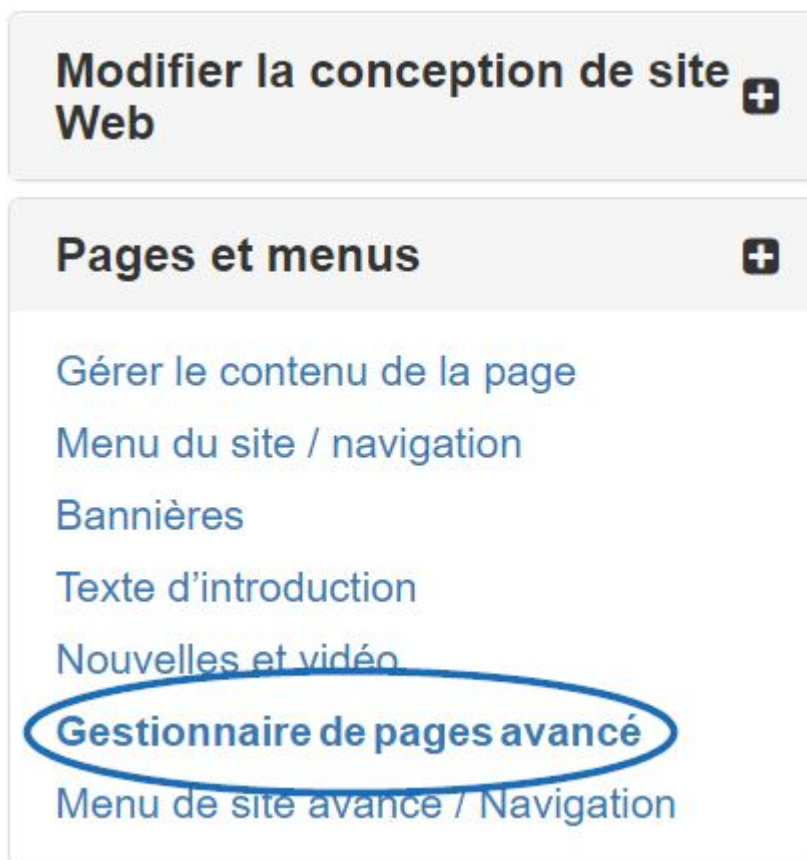 Modifier la conception de site
Web
Pages et menus
Gérer le contenu de la page
Menu du site / navigation
Bannières
Texte d’introduction
Nouvelles et vidéo
Gestionnaire de pages avancé
Menu de site avancé / Navigation